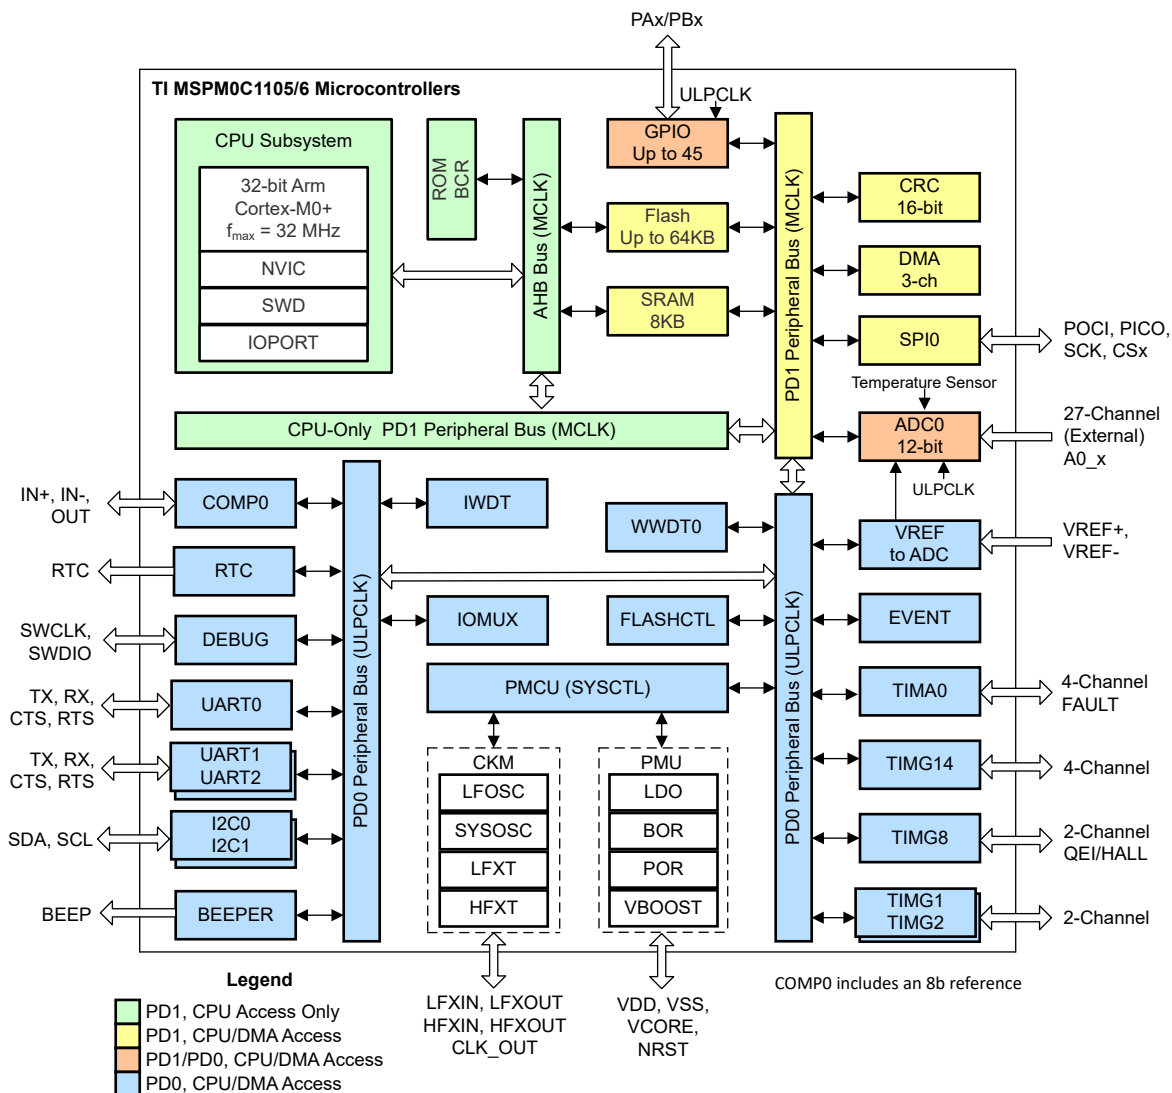 PAx/PBx
TI MSPM0C1105/6 Microcontrollers
ULPCLK
CPU Subsystem
32-bit Arm
Cortex-M0+
fmax = 32 MHz
NVIC
SWD
IOPORT
ROM
BCR
AHB Bus (MCLK)
GPIO
Up to 45
Flash
Up to 64KB
SRAM
8KB
PD1 Peripheral Bus (MCLK)
CRC
16-bit
DMA
3-ch
SPI0
POCI, PICO,
SCK, CSx
Temperature Sensor
ADC0
12-bit
27-Channel
(External)
A0_x
ULPCLK
CPU-Only PD1 Peripheral Bus (MCLK)
IN+, IN-,
OUT
COMP0
RTC
RTC
SWCLK,
SWDIO
DEBUG
TX, RX,
CTS, RTS
UART0
TX, RX,
CTS, RTS
UART1
UART2
SDA, SCL
I2C0
I2C1
BEEP
BEEPER
PD0 Peripheral Bus (ULPCLK)
IWDT
IOMUX
WWDT0
FLASHCTL
PMCU (SYSCTL)
CKM
LFOSC
SYSOSC
LFXT
HFXT
PMU
LDO
BOR
POR
VBOOST
PD0 Peripheral Bus (ULPCLK)
VREF
to ADC
VREF+,
VREF-
EVENT
TIMA0
4-Channel
FAULT
TIMG14
4-Channel
TIMG8
2-Channel
QEI/HALL
TIMG1
TIMG2
2-Channel
LFXIN, LFXOUT
HFXIN, HFXOUT
CLK_OUT
VDD, VSS,
VCORE,
NRST
COMP0 includes an 8b reference
Legend
PD1, CPU Access Only
PD1, CPU/DMA Access
PD1/PD0, CPU/DMA Access
PD0, CPU/DMA Access